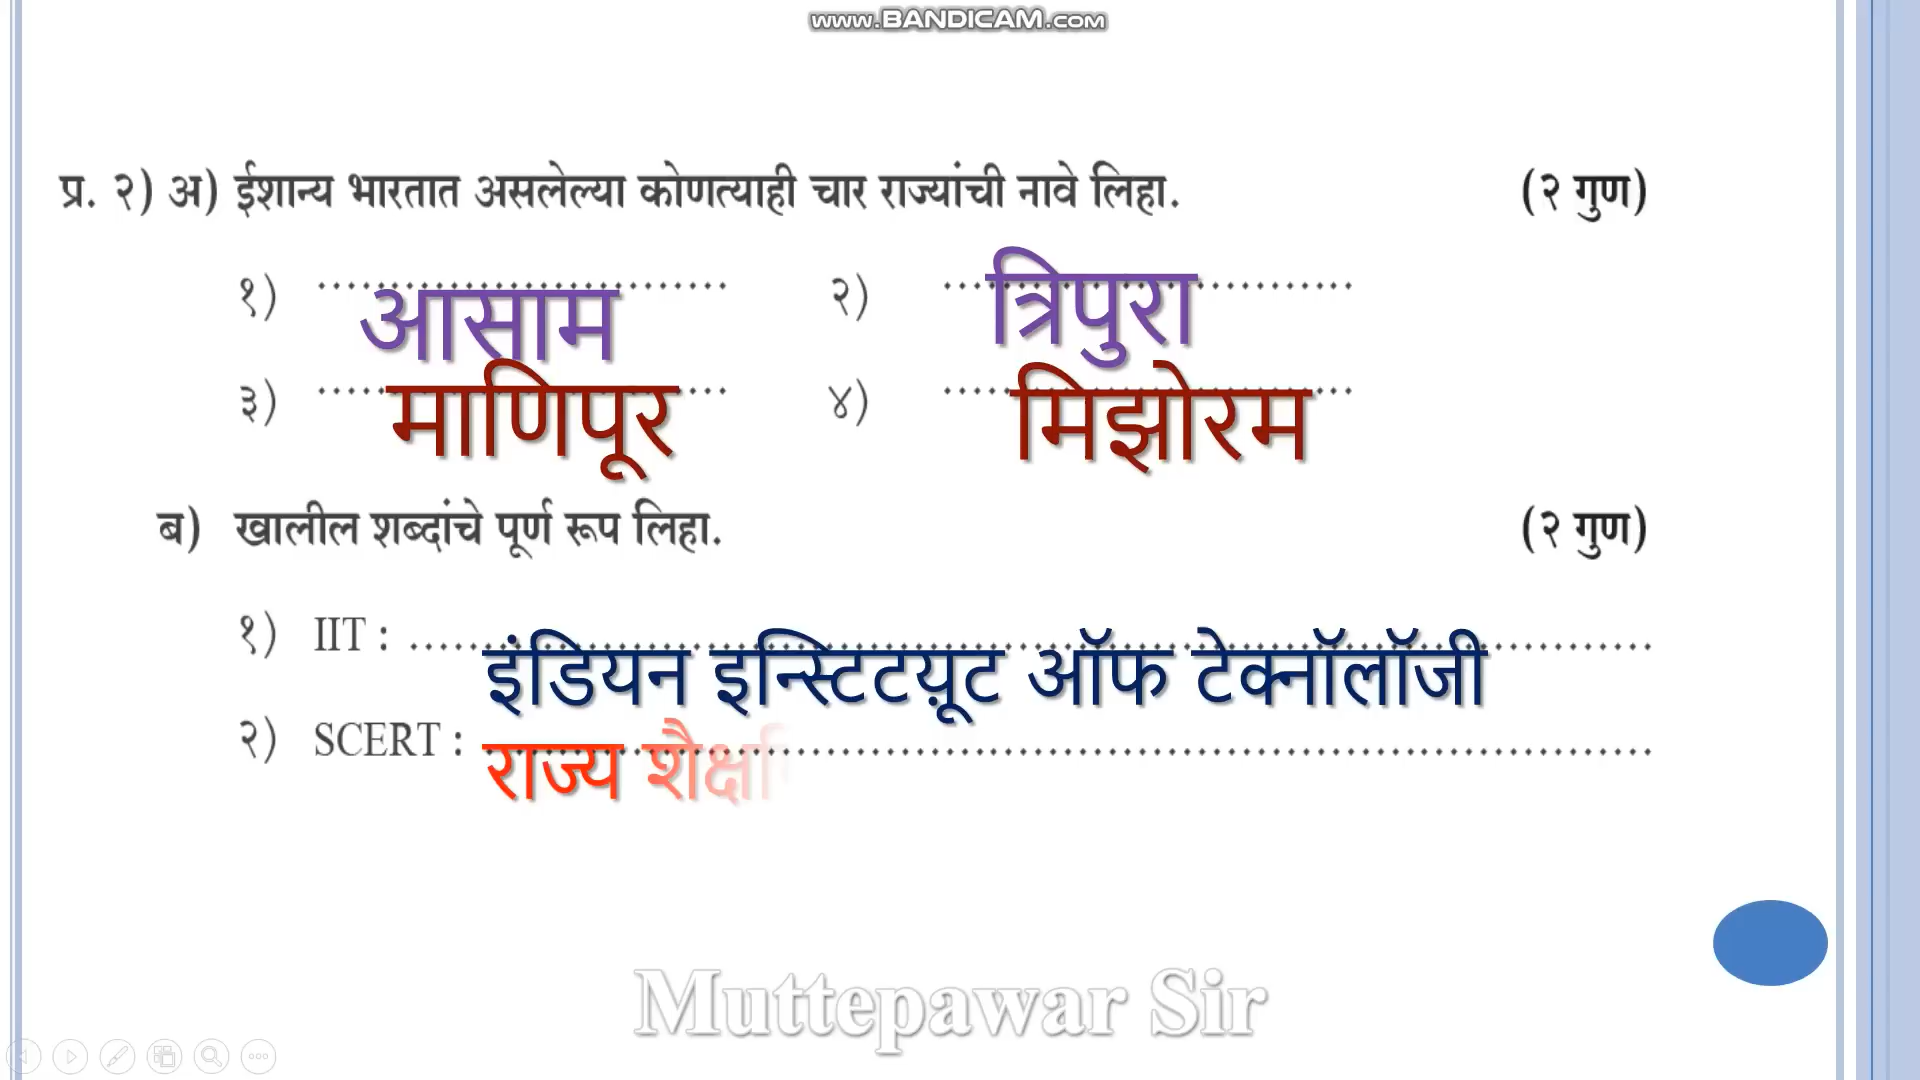 www.BANDICAM.com
प्र. २) अ) ईशान्य भारतात असलेल्या कोणत्याही चार राज्यांची नावे लिहा. (२ गुण)
१) आसाम २) त्रिपुरा
३) माणिपूर ४) मिझोरम
ब) खालील शब्दांचे पूर्ण रूप लिहा. (२ गुण)
१) IIT : इंडियन इन्स्टिटय़ूट ऑफ टेक्नॉलॉजी
२) SCERT : राज्य
Muttepawar Sir